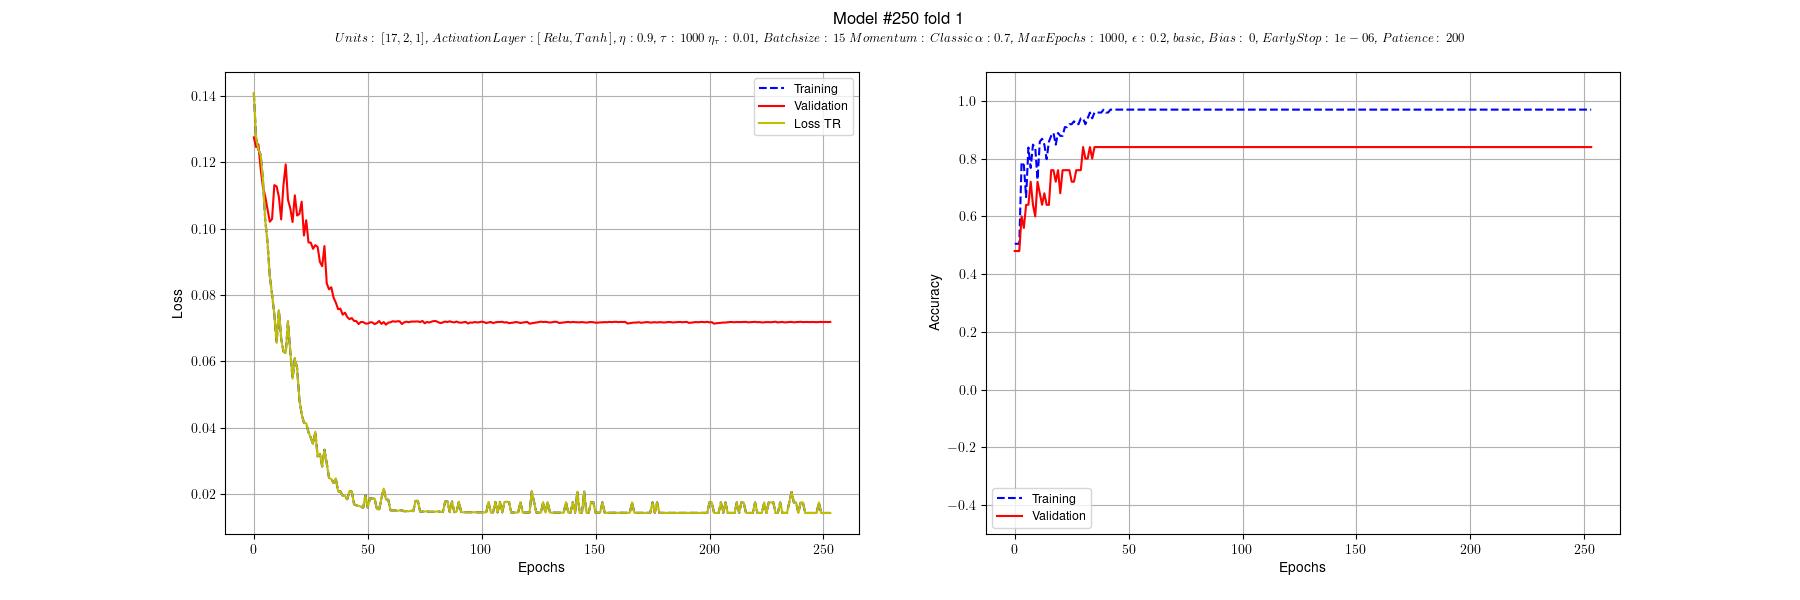 Model #250 fold 1
Units : [17, 2, 1], ActivationLayer : [Relu, Tanh], η : 0.9, τ : 1000 η_τ : 0.01, Batchsize : 15 Momentum : Classic α : 0.7, MaxEpochs : 1000, ϵ : 0.2, basic, Bias : 0, EarlyStop : 1e − 06, Patience : 200
Training
Validation
Loss TR
0.14
0.12
0.10
0.08
0.06
0.04
0.02
Loss
0 50 100 150 200 250
Epochs
1.0
0.8
0.6
0.4
0.2
0.0
−0.2
−0.4
Accuracy
Training
Validation
0 50 100 150 200 250
Epochs